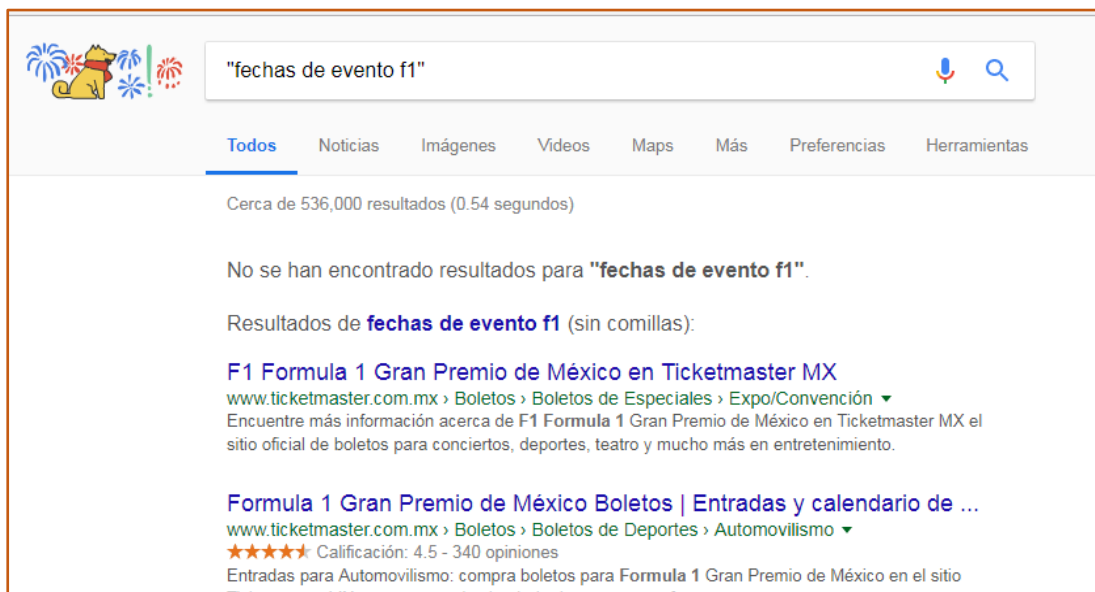 "fechas de evento f1"
Todos Noticias Imágenes Videos Maps Más Preferencias Herramientas
Cerca de 536,000 resultados (0.54 segundos)
No se han encontrado resultados para "fechas de evento f1".
Resultados de fechas de evento f1 (sin comillas):
F1 Formula 1 Gran Premio de México en Ticketmaster MX
www.ticketmaster.com.mx › Boletos › Boletos de Especiales › Expo/Convención
Encuentre más información acerca de F1 Formula 1 Gran Premio de México en Ticketmaster MX el
sitio oficial de boletos para conciertos, deportes, teatro y mucho más en entretenimiento.
Formula 1 Gran Premio de México Boletos | Entradas y calendario de ...
www.ticketmaster.com.mx › Boletos › Boletos de Deportes › Automovilismo
Calificación: 4.5 - 340 opiniones
Entradas para Automovilismo: compra boletos para Formula 1 Gran Premio de México en el sitio